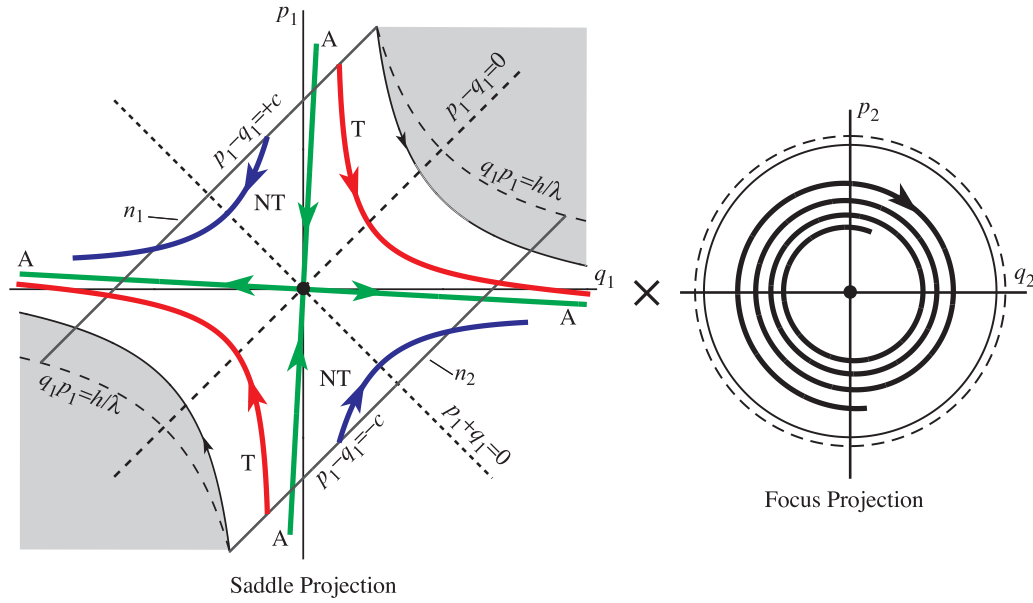 p₁
A
p₁–q₁=0
p₁–q₁=+c
T
p₂
q₁p₁=h/λ
NT
n₁
A
q₁
q₂
×
A
NT
n₂
q₁p₁=h/λ
p₁+q₁=0
T
p₁–q₁=–c
A
Focus Projection
Saddle Projection